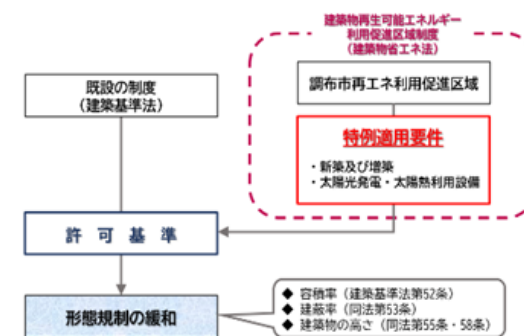 建築物再生可能エネルギー
利用促進区域制度
(建築物省エネ法)
既設の制度
(建築基準法)
調布市再エネ利用促進区域
特例適用要件
・新築及び増築
・太陽光発電・太陽熱利用設備
許可基準
形態規制の緩和
◆ 容積率(建築基準法第52条)
◆ 建蔽率(同法第53条)
◆ 建築物の高さ(同法第55条・58条)